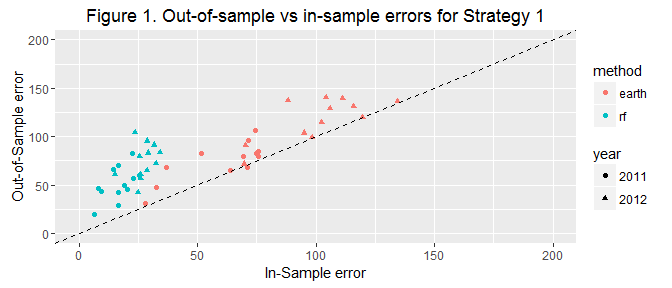 Figure 1. Out-of-sample vs in-sample errors for Strategy 1
200
150
100
50
0
Out-of-Sample error
0 50 100 150 200
In-Sample error
method
earth
rf
year
2011
2012